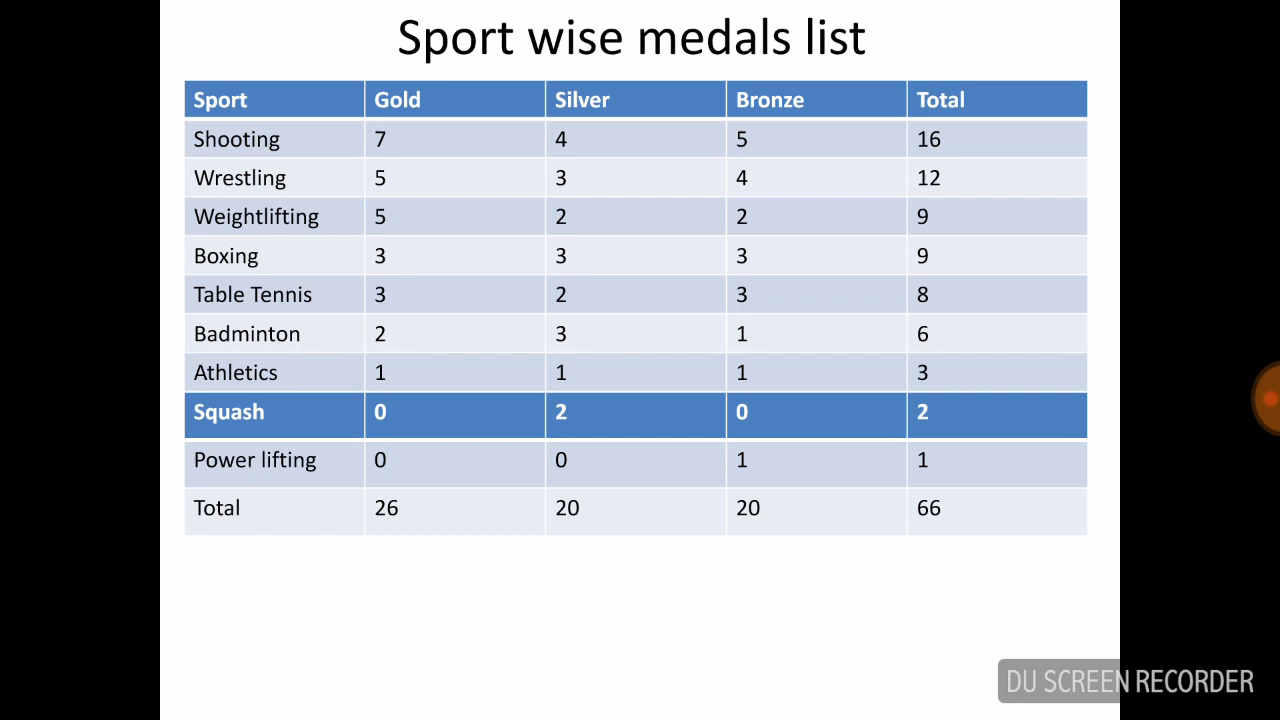 Sport wise medals list
Sport Gold Silver Bronze Total
Shooting 7 4 5 16
Wrestling 5 3 4 12
Weightlifting 5 2 2 9
Boxing 3 3 3 9
Table Tennis 3 2 3 8
Badminton 2 3 1 6
Athletics 1 1 1 3
Squash 0 2 0 2
Power lifting 0 0 1 1
Total 26 20 20 66
DU SCREEN RECORDER